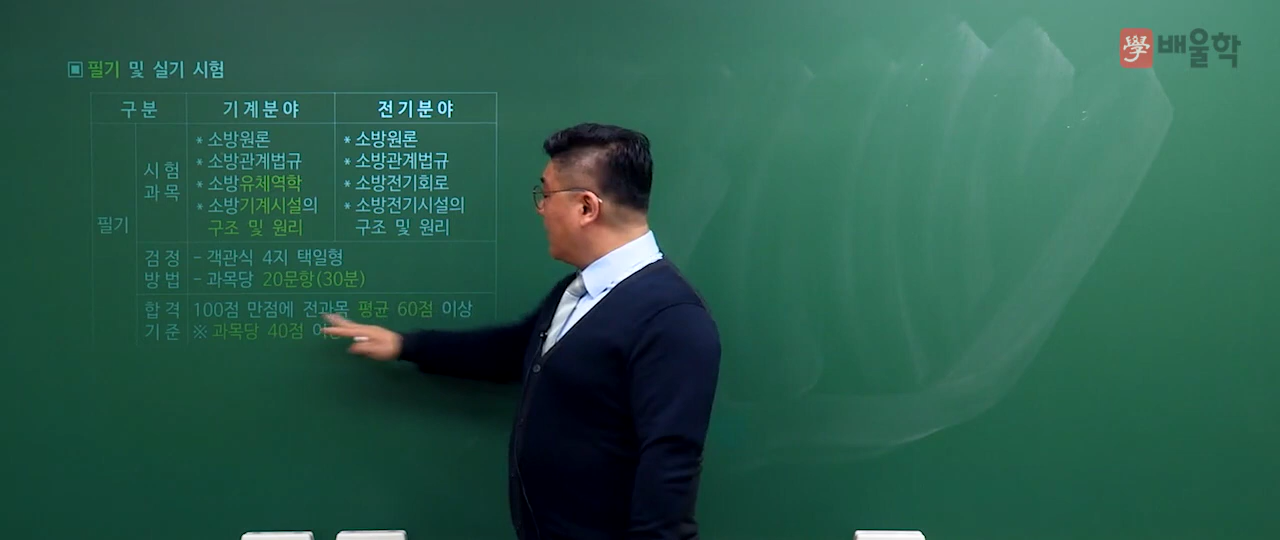 學 배울학
▣ 필기 및 실기 시험
구분 기계분야 전기분야
필기
시험
과목
* 소방원론
* 소방관계법규
* 소방유체역학
* 소방기계시설의
구조 및 원리
* 소방원론
* 소방관계법규
* 소방전기회로
* 소방전기시설의
구조 및 원리
검정
방법
- 객관식 4지 택일형
- 과목당 20문항(30분)
합격
기준
100점 만점에 전과목 평균 60점 이상
※ 과목당 40점